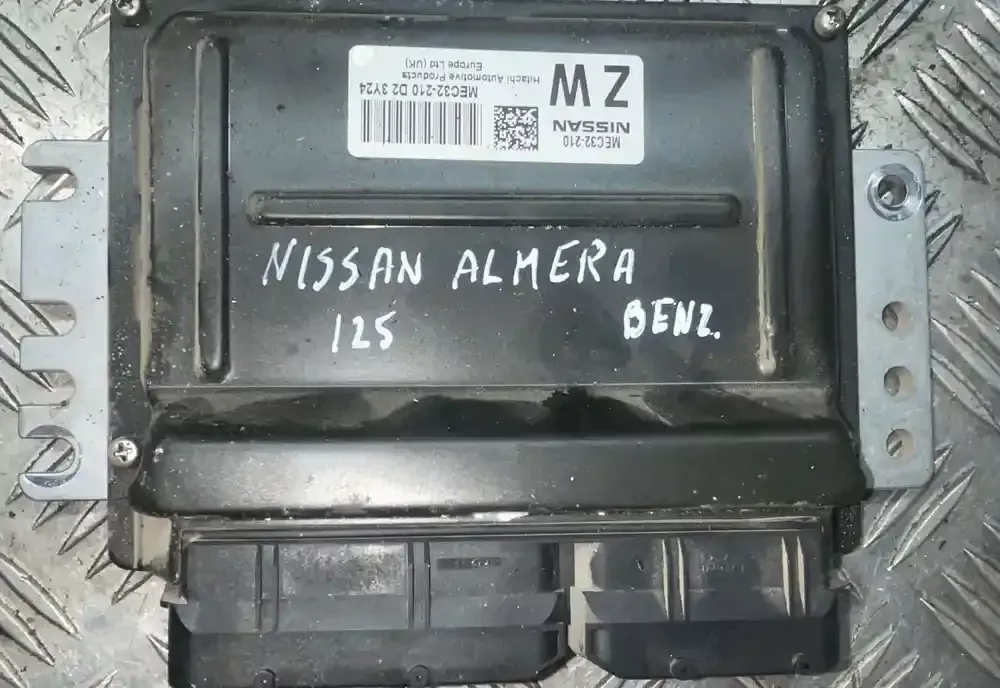 MEC32-210
NISSAN
ZW
MEC32-210 D2 3Y24
Hitachi Automotive Products
Europe Ltd (UK)
NISSAN ALMERA
125 BENZ.